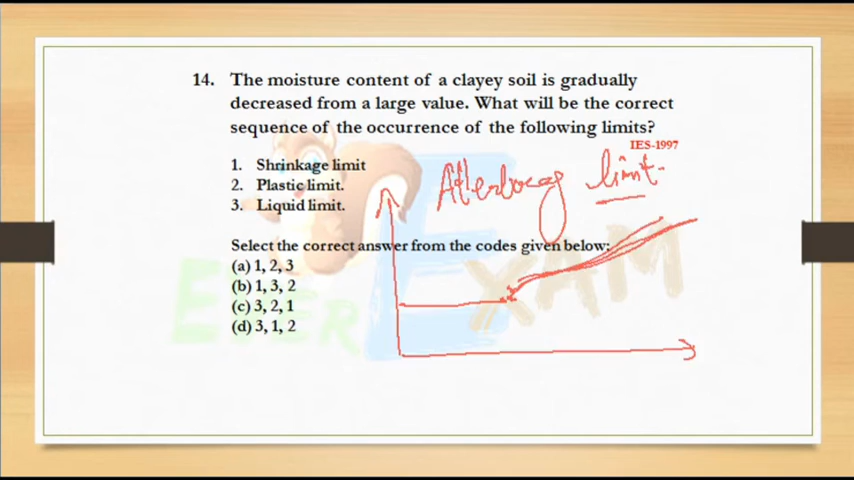 14. The moisture content of a clayey soil is gradually
decreased from a large value. What will be the correct
sequence of the occurrence of the following limits?
IES-1997
1. Shrinkage limit
2. Plastic limit.
3. Liquid limit.
Atterbergs limit.
Select the correct answer from the codes given below:
(a) 1, 2, 3
(b) 1, 3, 2
(c) 3, 2, 1
(d) 3, 1, 2
EVER EXAM